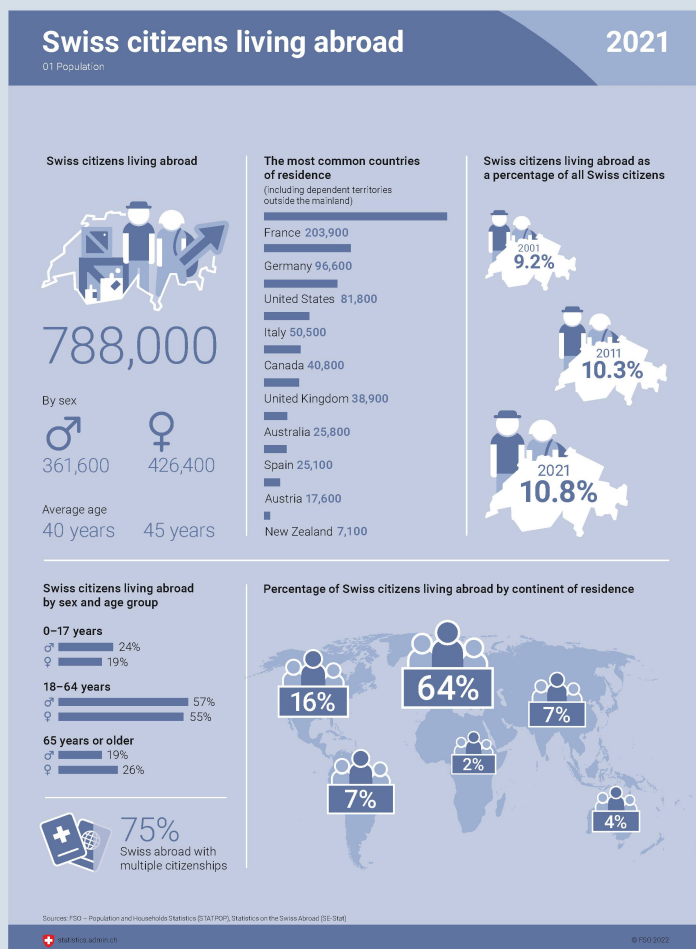 Swiss citizens living abroad
2021
01 Population
Swiss citizens living abroad
788,000
By sex
♂ ♀
361,600 426,400
Average age
40 years 45 years
The most common countries
of residence
(including dependent territories
outside the mainland)
France 203,900
Germany 96,600
United States 81,800
Italy 50,500
Canada 40,800
United Kingdom 38,900
Australia 25,800
Spain 25,100
Austria 17,600
New Zealand 7,100
Swiss citizens living abroad as
a percentage of all Swiss citizens
2001
9.2%
2011
10.3%
2021
10.8%
Swiss citizens living abroad
by sex and age group
0–17 years
♂ 24%
♀ 19%
18–64 years
♂ 57%
♀ 55%
65 years or older
♂ 19%
♀ 26%
75%
Swiss abroad with
multiple citizenships
Percentage of Swiss citizens living abroad by continent of residence
16%
64%
7%
2%
7%
4%
Sources: FSO – Population and Households Statistics (STATPOP), Statistics on the Swiss Abroad (SE-Stat)
statistics.admin.ch
© FSO 2022